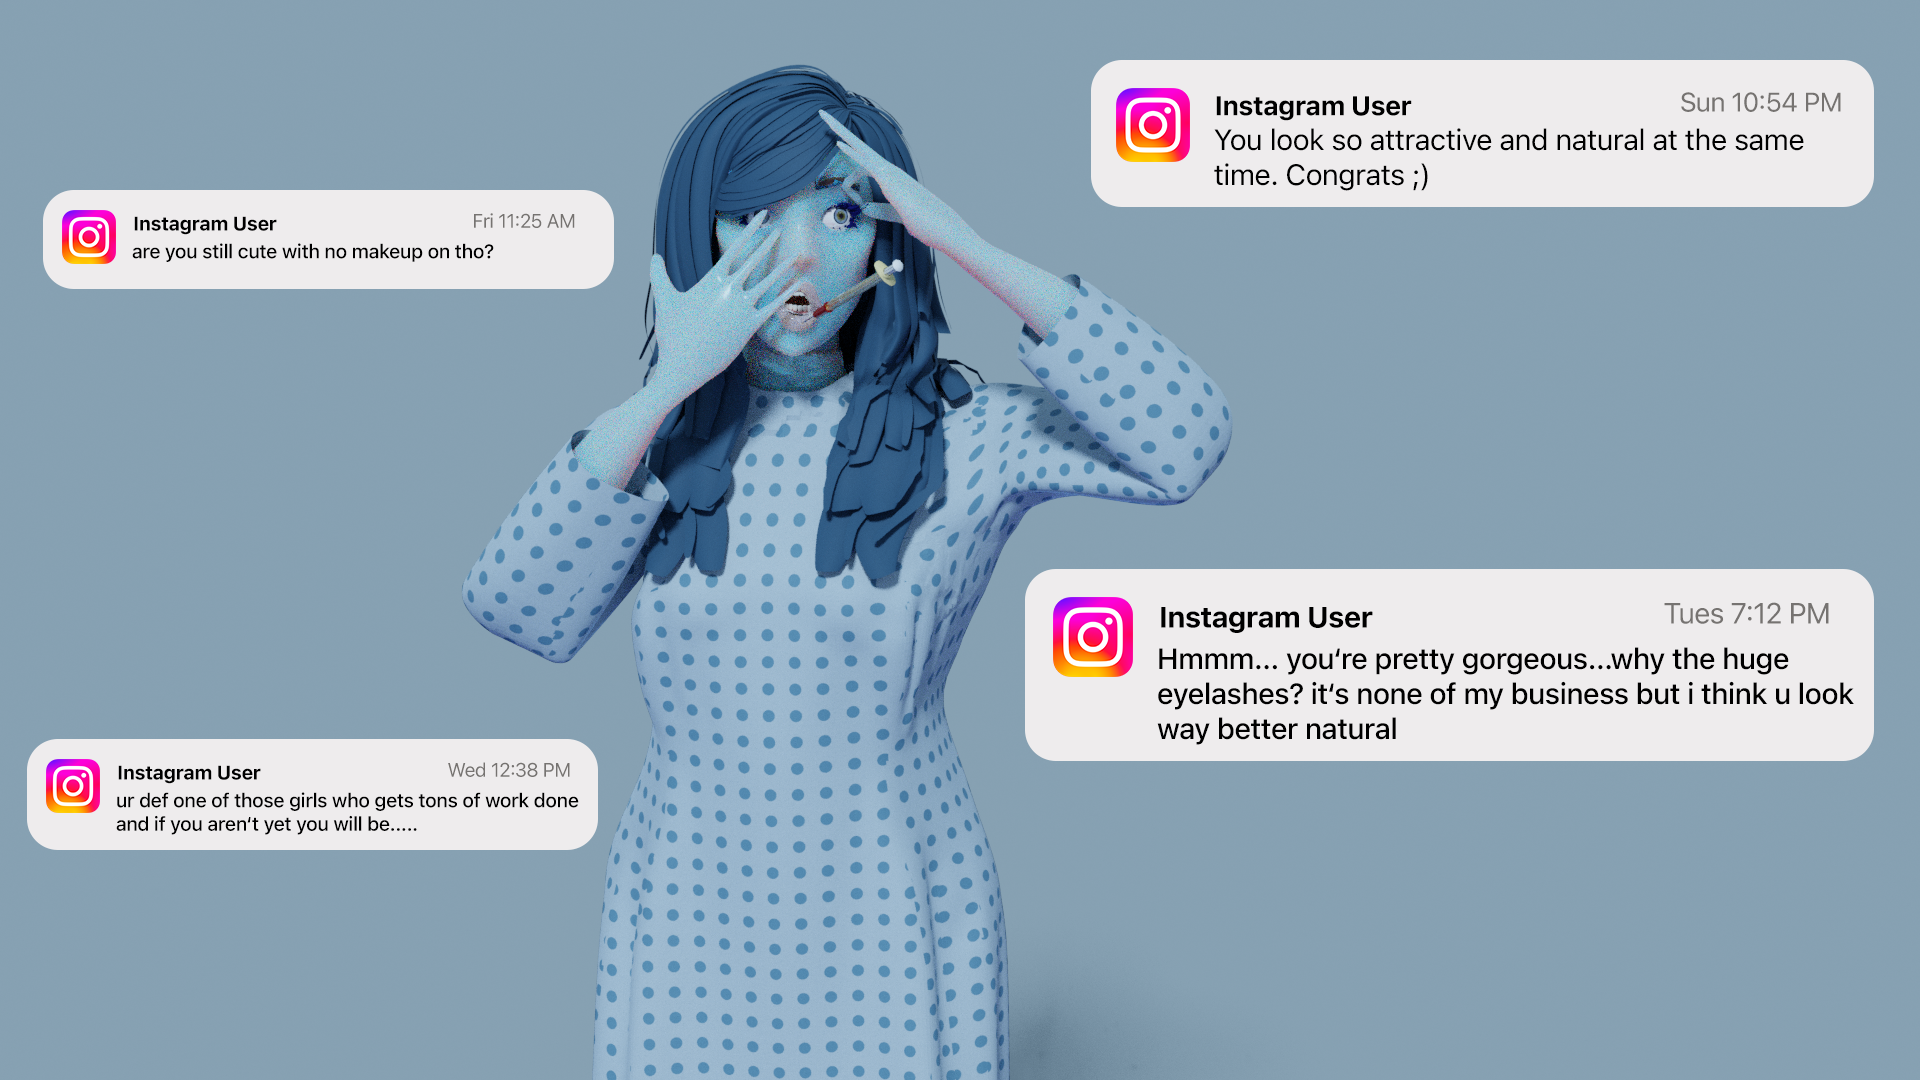 Instagram User
Sun 10:54 PM
You look so attractive and natural at the same
time. Congrats ;)
Instagram User
Fri 11:25 AM
are you still cute with no makeup on tho?
Instagram User
Tues 7:12 PM
Hmmm... you‘re pretty gorgeous...why the huge
eyelashes? it‘s none of my business but i think u look
way better natural
Instagram User
Wed 12:38 PM
ur def one of those girls who gets tons of work done
and if you aren‘t yet you will be.....